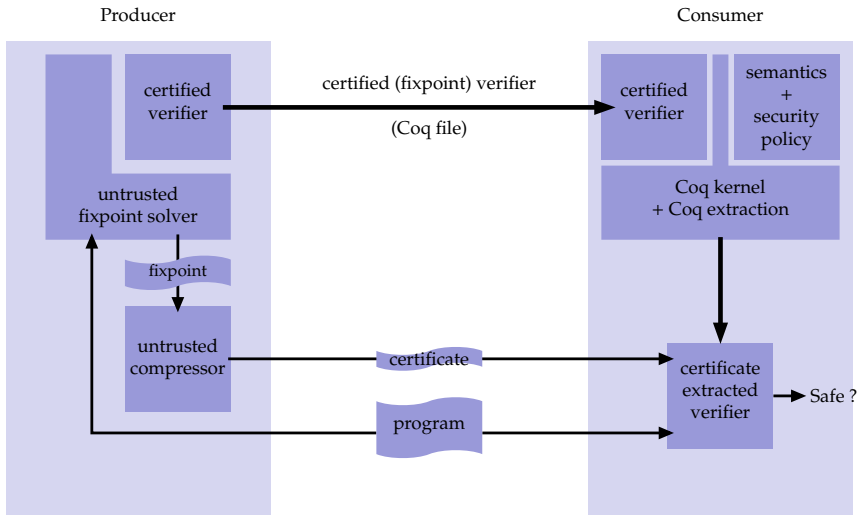 Producer
Consumer
certified
verifier
certified (fixpoint) verifier
(Coq file)
certified
verifier
semantics
+
security
policy
untrusted
fixpoint solver
Coq kernel
+ Coq extraction
fixpoint
untrusted
compressor
certificate
certificate
extracted
verifier
Safe ?
program